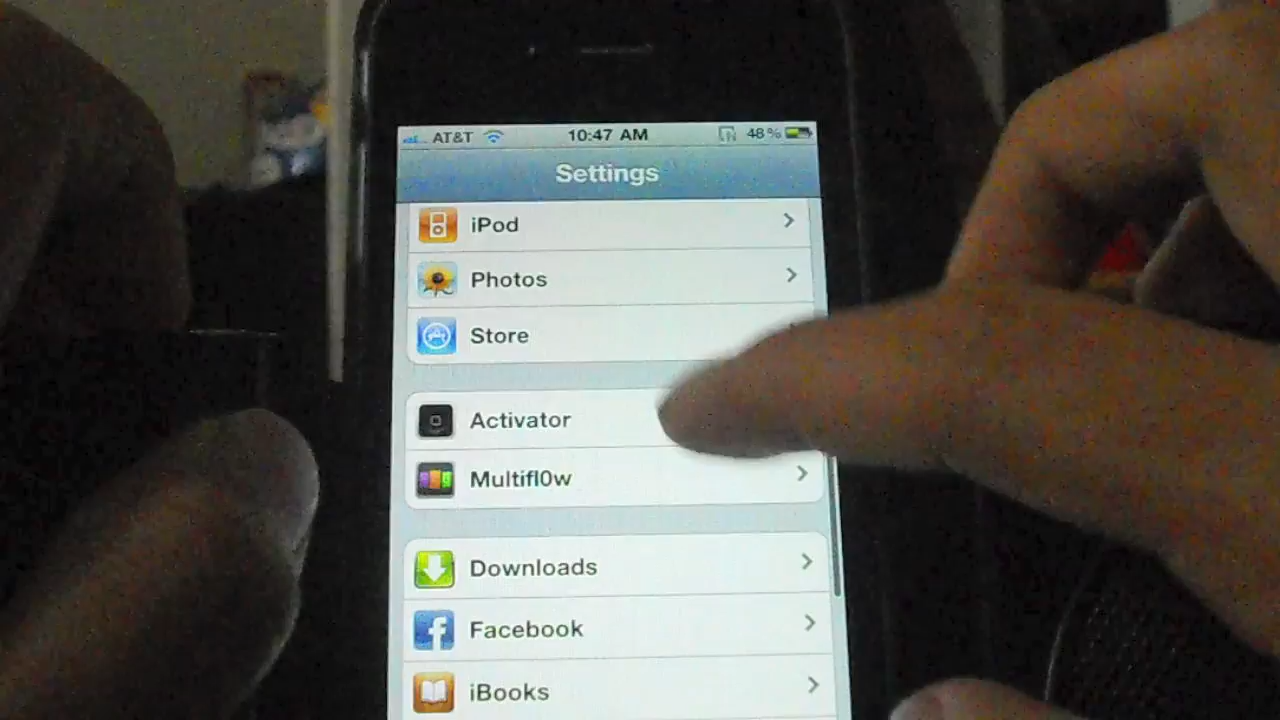 AT&T 10:47 AM 48%
Settings
iPod
Photos
Store
Activator
Multifl0w
Downloads
Facebook
iBooks